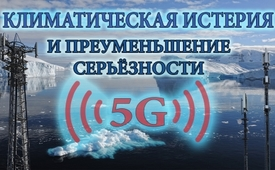 КЛИМАТИЧЕСКАЯ ИСТЕРИЯ
И ПРЕУМЕНЬШЕНИЕ
СЕРЬЁЗНОСТИ
5G